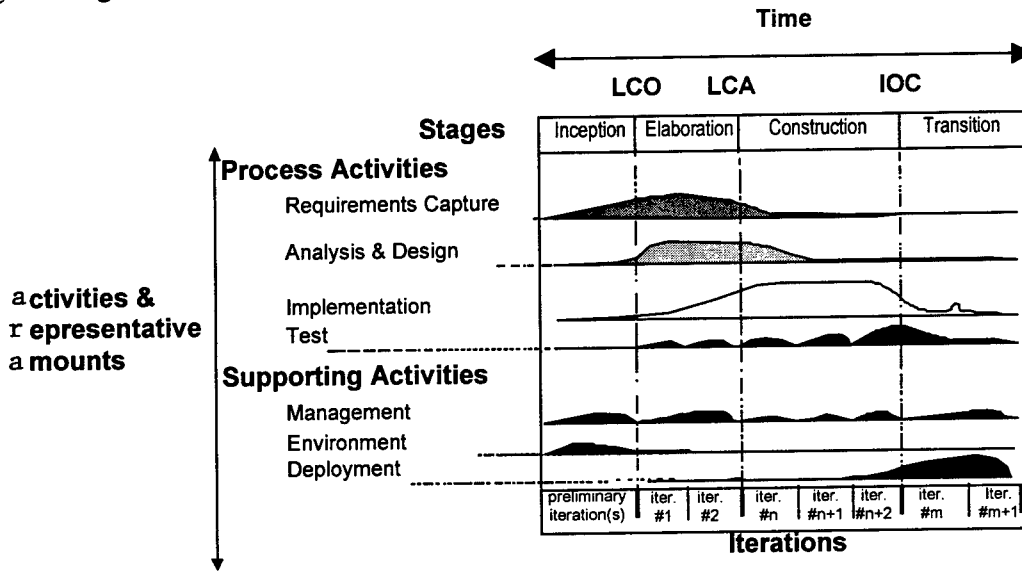 Time
LCO LCA IOC
Stages Inception Elaboration Construction Transition
Process Activities
Requirements Capture
Analysis & Design
Implementation
Test
activities &
r epresentative
a mounts
Supporting Activities
Management
Environment
Deployment
preliminary iter. iter. iter. iter. iter. iter. Iter.
iteration(s) #1 #2 #n #n+1 #n+2 #m #m+1
Iterations